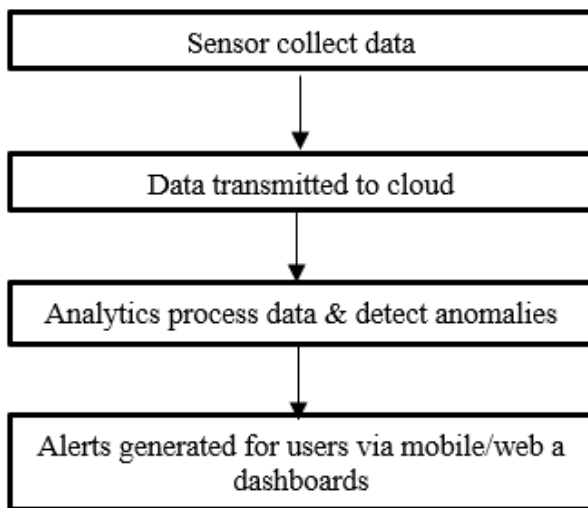 Sensor collect data
Data transmitted to cloud
Analytics process data & detect anomalies
Alerts generated for users via mobile/web a
dashboards